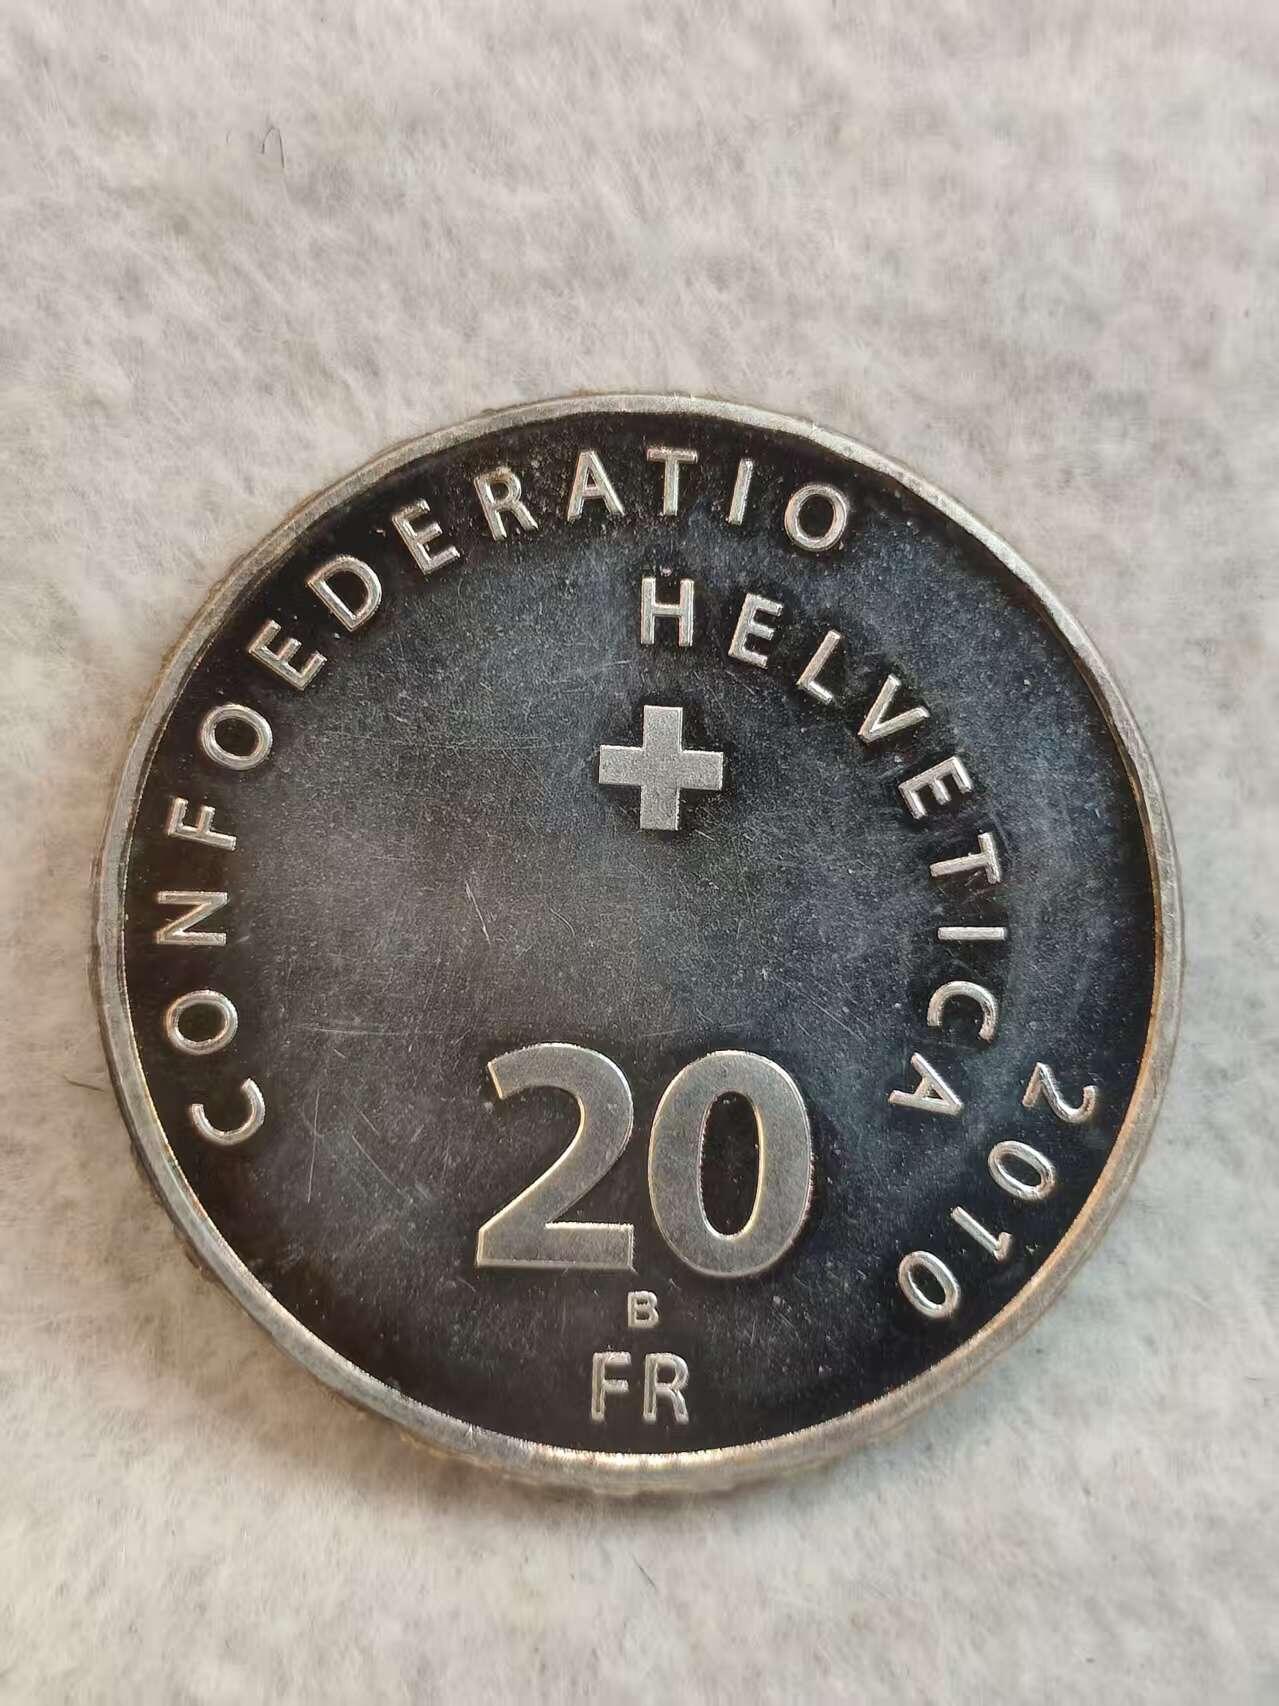 CONFOEDERATIO
HELVETICA
2010
20
B
FR